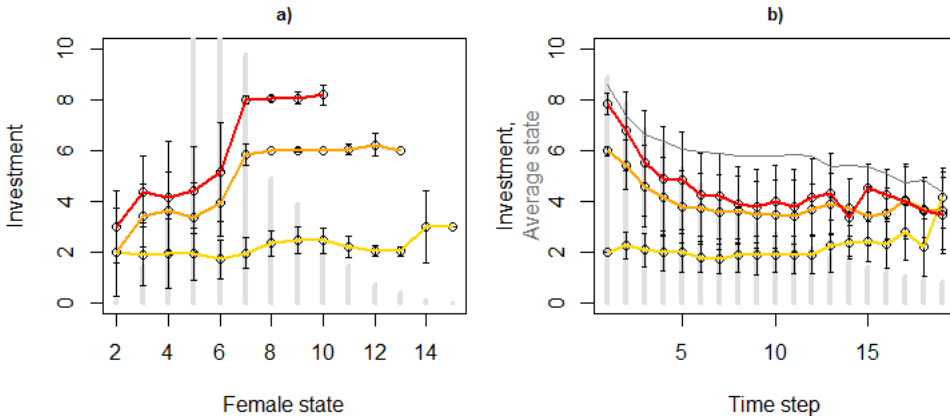 a)
Investment
10
8
6
4
2
0
2 4 6 8 10 12 14
Female state
b)
Investment,
Average state
10
8
6
4
2
0
5 10 15
Time step